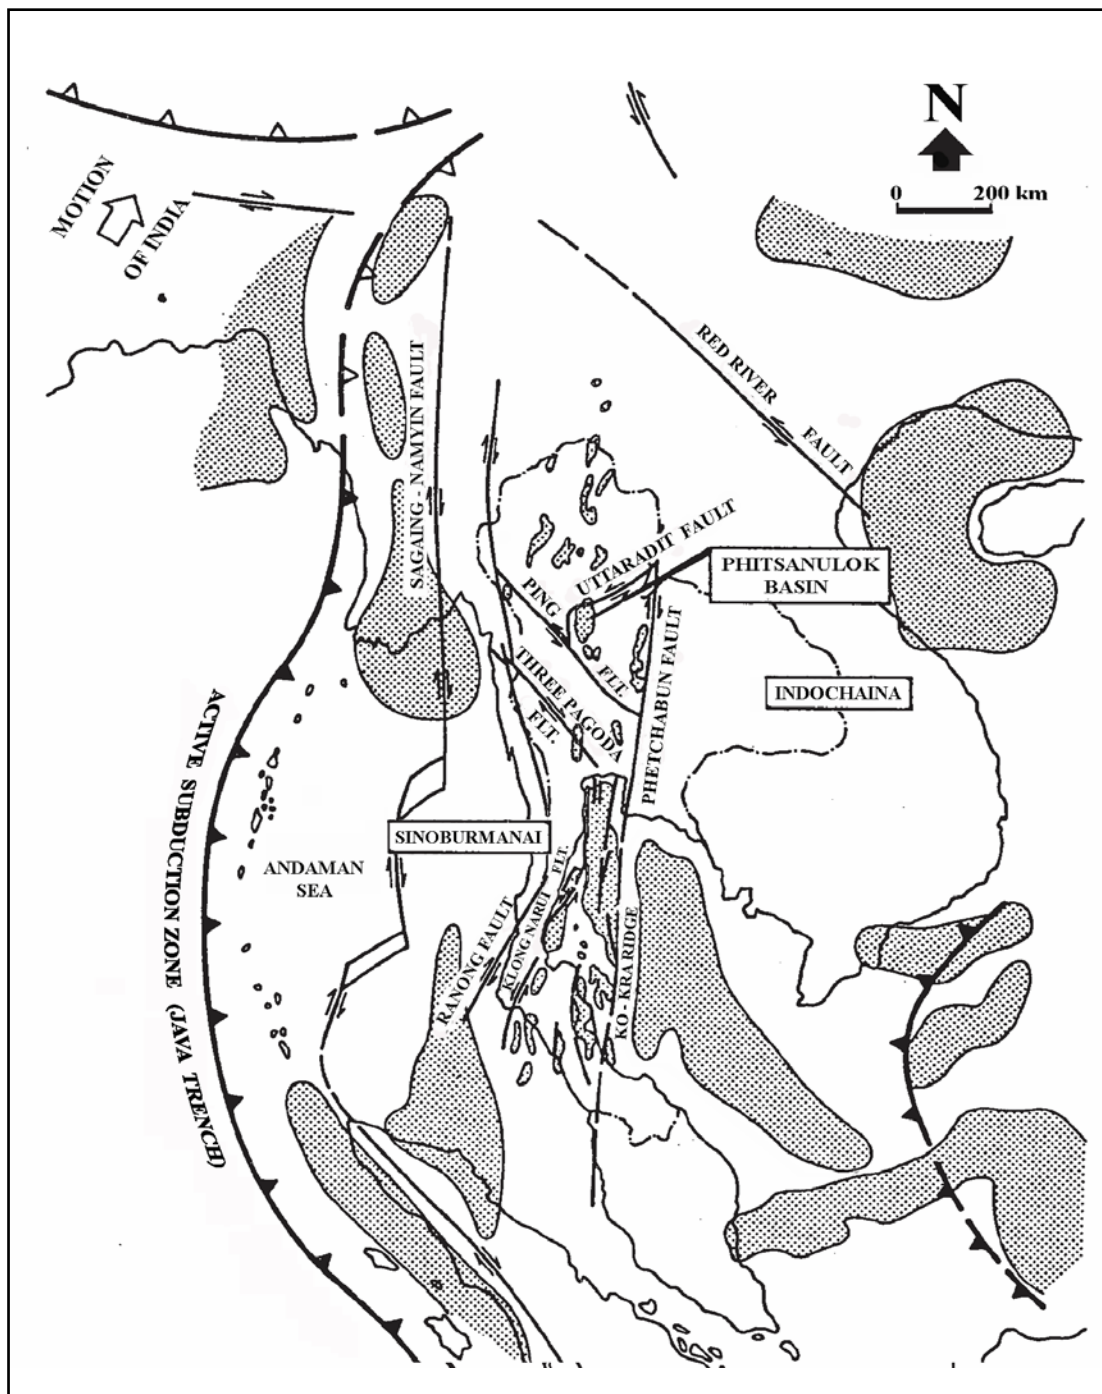 N
0 200 km
MOTION
OF INDIA
RED RIVER
FAULT
SAGAING - NAMYIN FAULT
UTTARADIT FAULT
PHITSANULOK
BASIN
PING
FLT.
THREE PAGODA
FLT.
PHETCHABUN FAULT
INDOCHAINA
SINOBURMANAI
ANDAMAN
SEA
ACTIVE SUBDUCTION ZONE (JAVA TRENCH)
RANONG FAULT
KLONG NARUI FLT.
KO - KRA RIDGE